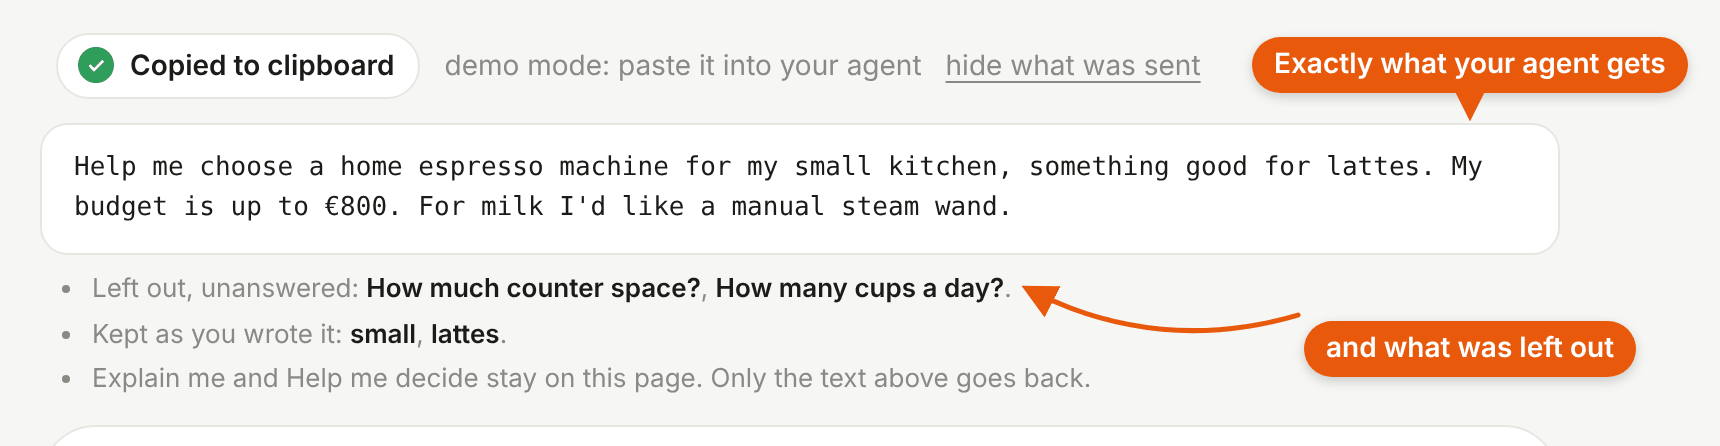 Copied to clipboard demo mode: paste it into your agent hide what was sent Exactly what your agent gets
Help me choose a home espresso machine for my small kitchen, something good for lattes. My
budget is up to €800. For milk I'd like a manual steam wand.
• Left out, unanswered: How much counter space?, How many cups a day?.
• Kept as you wrote it: small, lattes.
and what was left out
• Explain me and Help me decide stay on this page. Only the text above goes back.